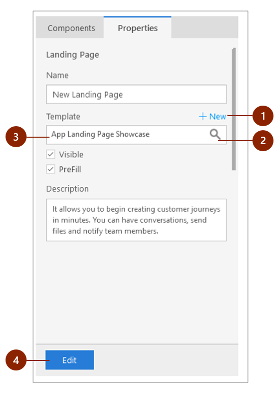 Components Properties
Landing Page
Name
New Landing Page
Template + New 1
3 App Landing Page Showcase 2
Visible
PreFill
Description
It allows you to begin creating customer journeys
in minutes. You can have conversations, send
files and notify team members.
4 Edit